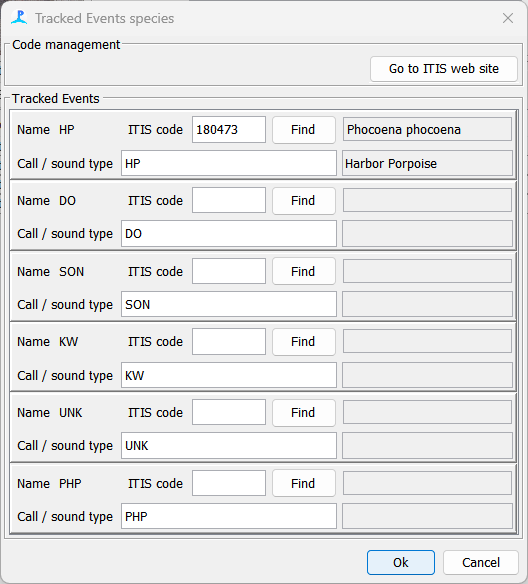 Tracked Events species
Code management
Go to ITIS web site
Tracked Events
Name HP ITIS code 180473 Find Phocoena phocoena
Call / sound type HP Harbor Porpoise
Name DO ITIS code Find
Call / sound type DO
Name SON ITIS code Find
Call / sound type SON
Name KW ITIS code Find
Call / sound type KW
Name UNK ITIS code Find
Call / sound type UNK
Name PHP ITIS code Find
Call / sound type PHP
Ok Cancel